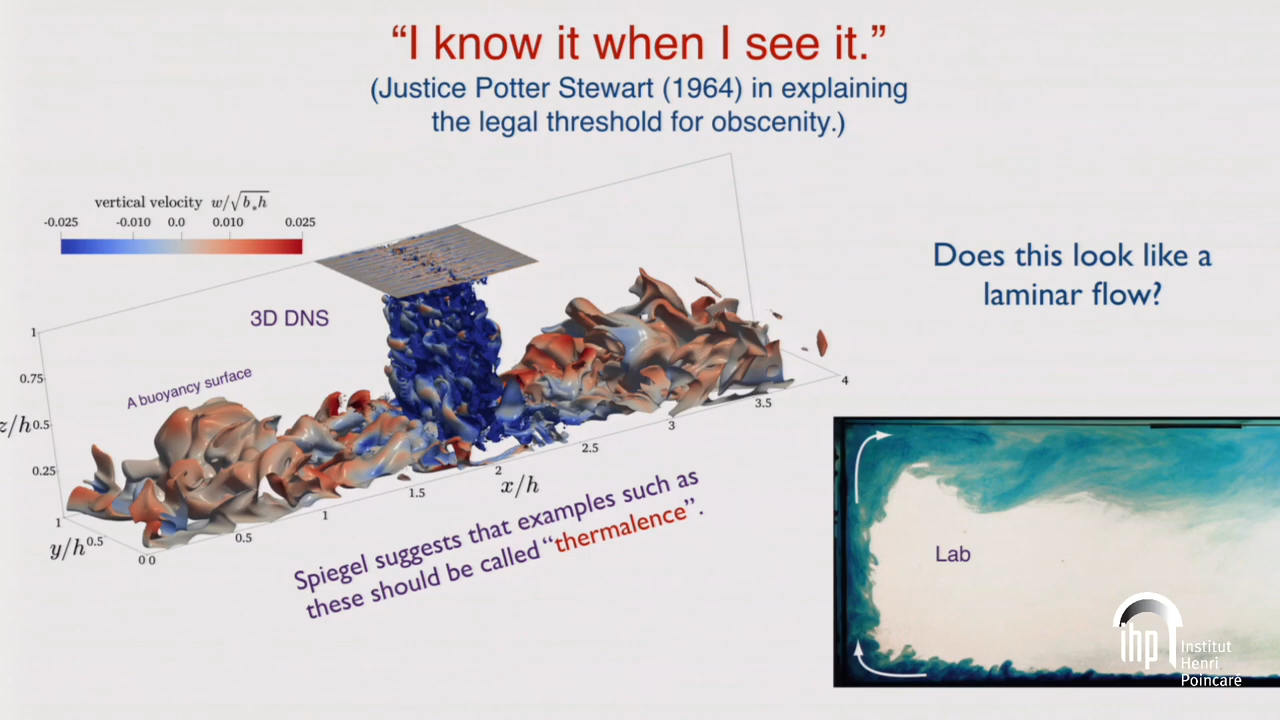 “I know it when I see it.”
(Justice Potter Stewart (1964) in explaining
the legal threshold for obscenity.)
vertical velocity w/√b*h
-0.025 -0.010 0.0 0.010 0.025
3D DNS
A buoyancy surface
1
0.75
z/h 0.5
0.25
1
y/h 0.5
0 0
0.5
1
1.5
2
x/h
2.5
3
3.5
4
Does this look like a
laminar flow?
Spiegel suggests that examples such as
these should be called “thermalence”.
Lab
ihp
Institut
Henri
Poincaré